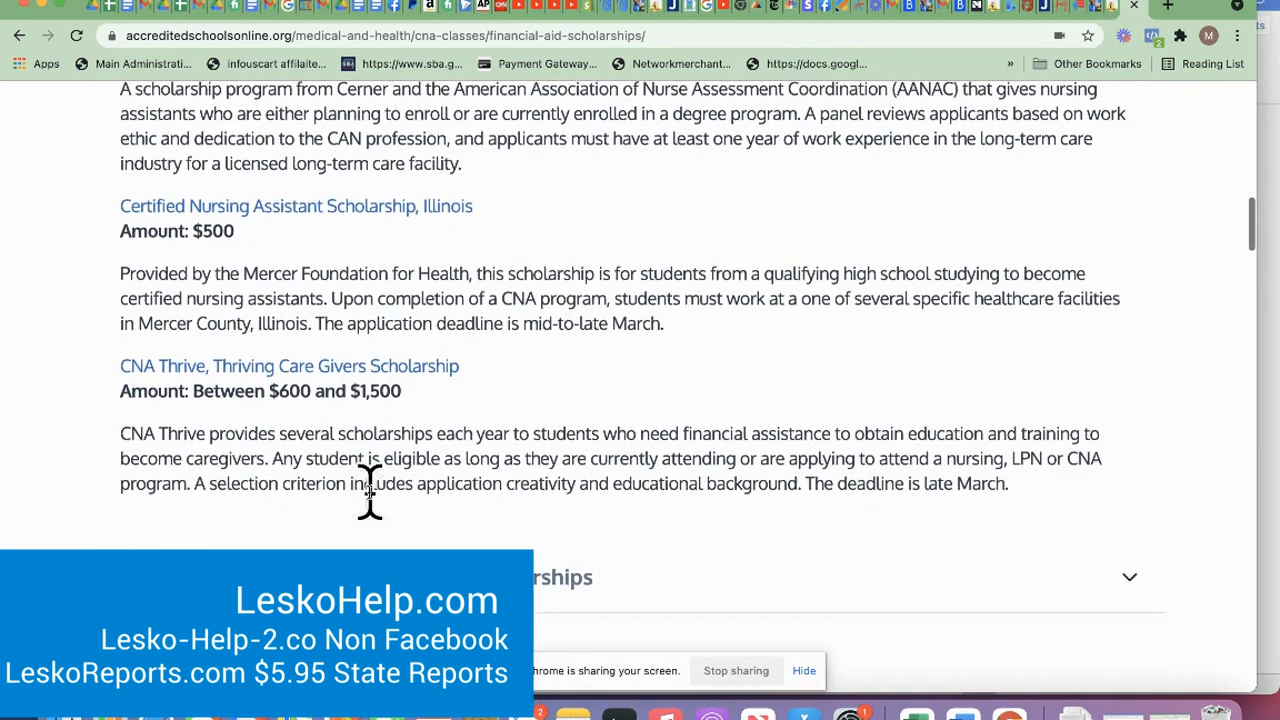 accreditedschoolsonline.org/medical-and-health/cna-classes/financial-aid-scholarships/
M
Apps Main Administrati... infouscart affilaite... https://www.sba.g... Payment Gateway... Networkmerchant... https://docs.googl... » Other Bookmarks Reading List
A scholarship program from Cerner and the American Association of Nurse Assessment Coordination (AANAC) that gives nursing
assistants who are either planning to enroll or are currently enrolled in a degree program. A panel reviews applicants based on work
ethic and dedication to the CAN profession, and applicants must have at least one year of work experience in the long-term care
industry for a licensed long-term care facility.
Certified Nursing Assistant Scholarship, Illinois
Amount: $500
Provided by the Mercer Foundation for Health, this scholarship is for students from a qualifying high school studying to become
certified nursing assistants. Upon completion of a CNA program, students must work at a one of several specific healthcare facilities
in Mercer County, Illinois. The application deadline is mid-to-late March.
CNA Thrive, Thriving Care Givers Scholarship
Amount: Between $600 and $1,500
CNA Thrive provides several scholarships each year to students who need financial assistance to obtain education and training to
become caregivers. Any student is eligible as long as they are currently attending or are applying to attend a nursing, LPN or CNA
program. A selection criterion includes application creativity and educational background. The deadline is late March.
rships
LeskoHelp.com
Lesko-Help-2.co Non Facebook
LeskoReports.com $5.95 State Reports
hrome is sharing your screen. Stop sharing Hide